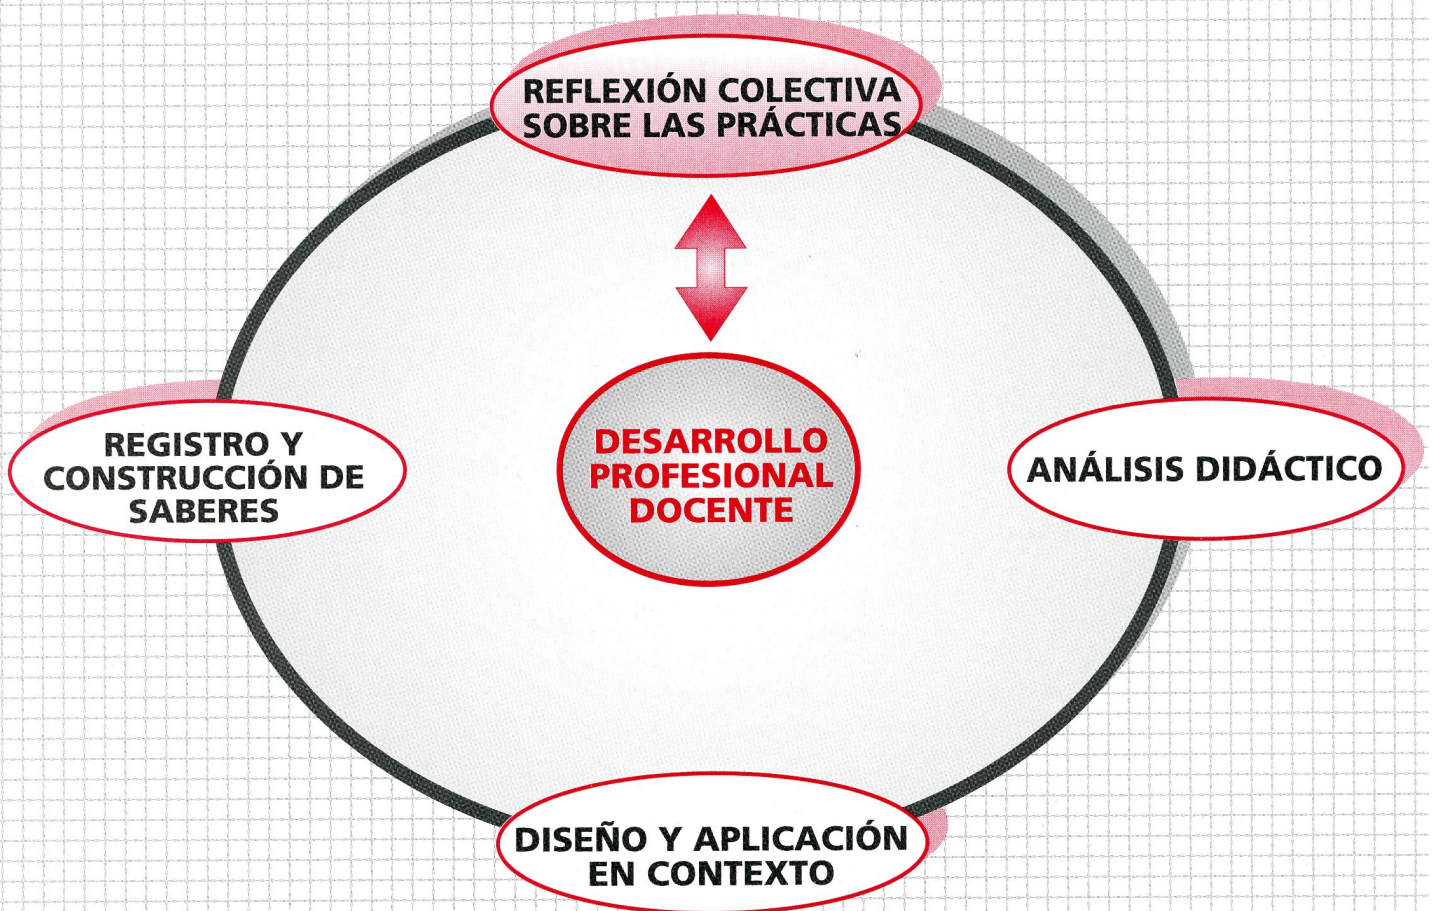 REFLEXIÓN COLECTIVA
SOBRE LAS PRÁCTICAS
REGISTRO Y
CONSTRUCCIÓN DE
SABERES
DESARROLLO
PROFESIONAL
DOCENTE
ANÁLISIS DIDÁCTICO
DISEÑO Y APLICACIÓN
EN CONTEXTO